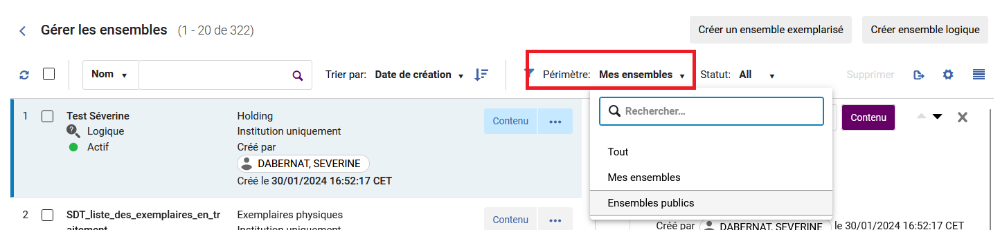 Gérer les ensembles (1 - 20 de 322)
Créer un ensemble exemplarisé
Créer ensemble logique
Nom
Trier par: Date de création
Périmètre: Mes ensembles
Statut: All
Supprimer
1
Test Séverine
Logique
Actif
Holding
Institution uniquement
Créé par
DABERNAT, SEVERINE
Créé le 30/01/2024 16:52:17 CET
Contenu
Rechercher...
Tout
Mes ensembles
Ensembles publics
Contenu
2
SDT_liste_des_exemplaires_en_tr
aitement
Exemplaires physiques
Institution uniquement
Contenu
Créé par DABERNAT, SEVERINE le 30/01/2024 16:52:17 CET